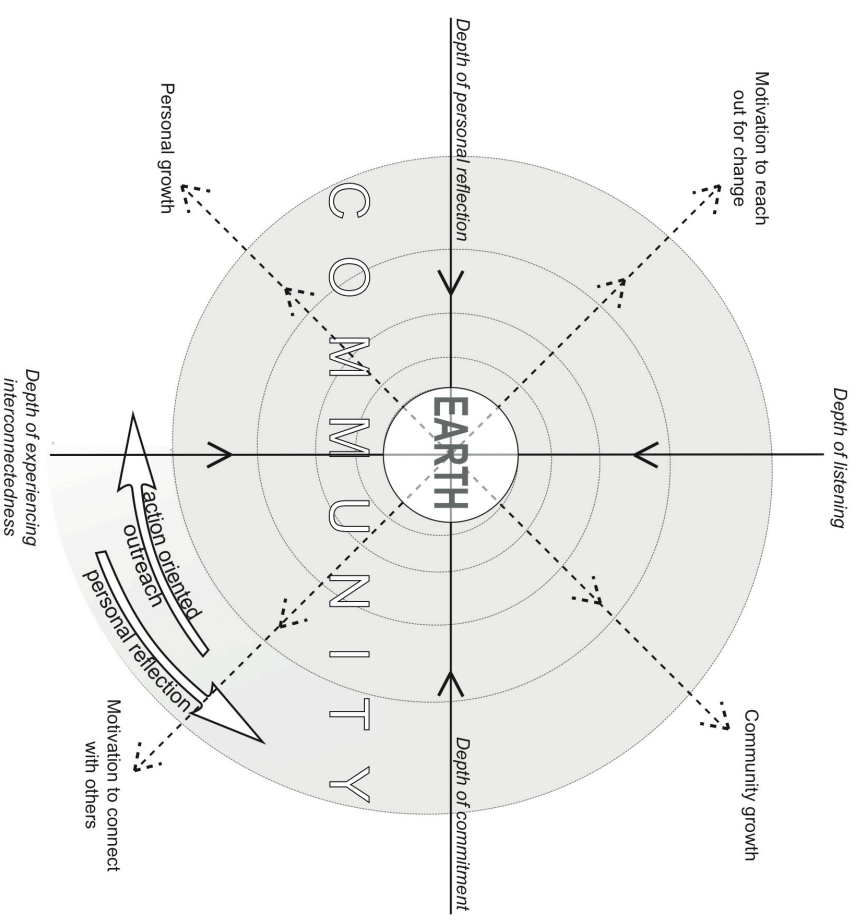 Depth of listening
Motivation to reach
out for change
Community growth
Depth of personal reflection
Depth of commitment
EARTH
COMMUNITY
Personal growth
action oriented
outreach
personal reflection
Motivation to connect
with others
Depth of experiencing
interconnectedness